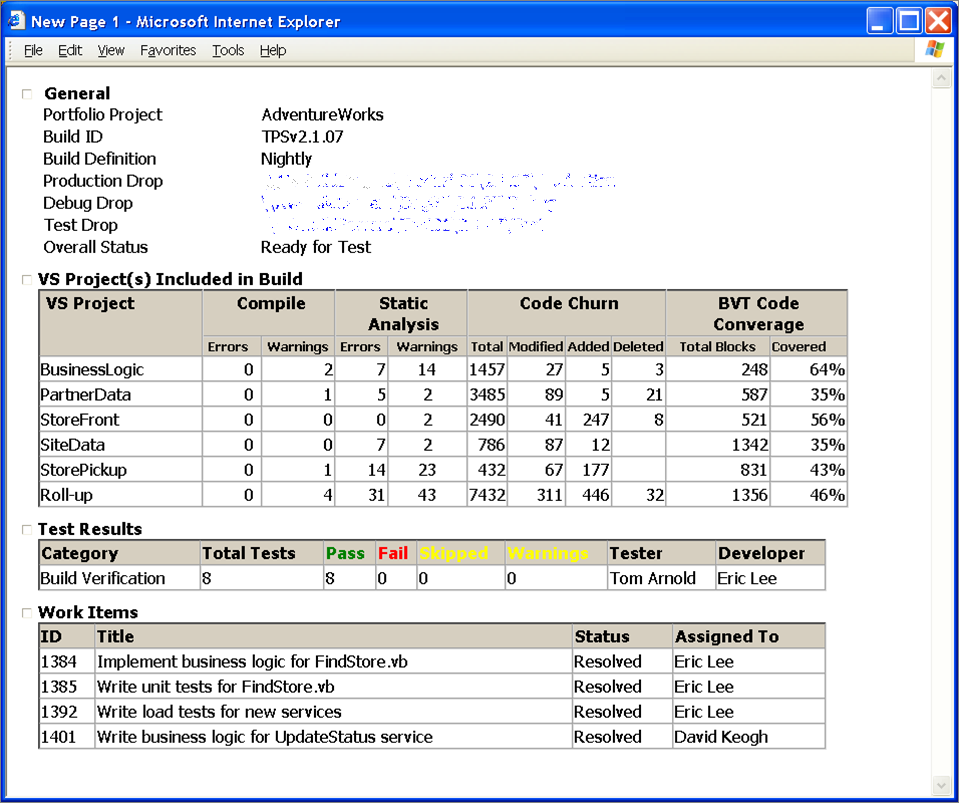 New Page 1 - Microsoft Internet Explorer
File Edit View Favorites Tools Help
General
Portfolio Project AdventureWorks
Build ID TPSv2.1.07
Build Definition Nightly
Production Drop
Debug Drop
Test Drop
Overall Status Ready for Test
VS Project(s) Included in Build
VS Project Compile Static Analysis Code Churn BVT Code Converage
Errors Warnings Errors Warnings Total Modified Added Deleted Total Blocks Covered
BusinessLogic 0 2 7 14 1457 27 5 3 248 64%
PartnerData 0 1 5 2 3485 89 5 21 587 35%
StoreFront 0 0 0 2 2490 41 247 8 521 56%
SiteData 0 0 7 2 786 87 12 1342 35%
StorePickup 0 1 14 23 432 67 177 831 43%
Roll-up 0 4 31 43 7432 311 446 32 1356 46%
Test Results
Category Total Tests Pass Fail Skipped Warnings Tester Developer
Build Verification 8 8 0 0 0 Tom Arnold Eric Lee
Work Items
ID Title Status Assigned To
1384 Implement business logic for FindStore.vb Resolved Eric Lee
1385 Write unit tests for FindStore.vb Resolved Eric Lee
1392 Write load tests for new services Resolved Eric Lee
1401 Write business logic for UpdateStatus service Resolved David Keogh